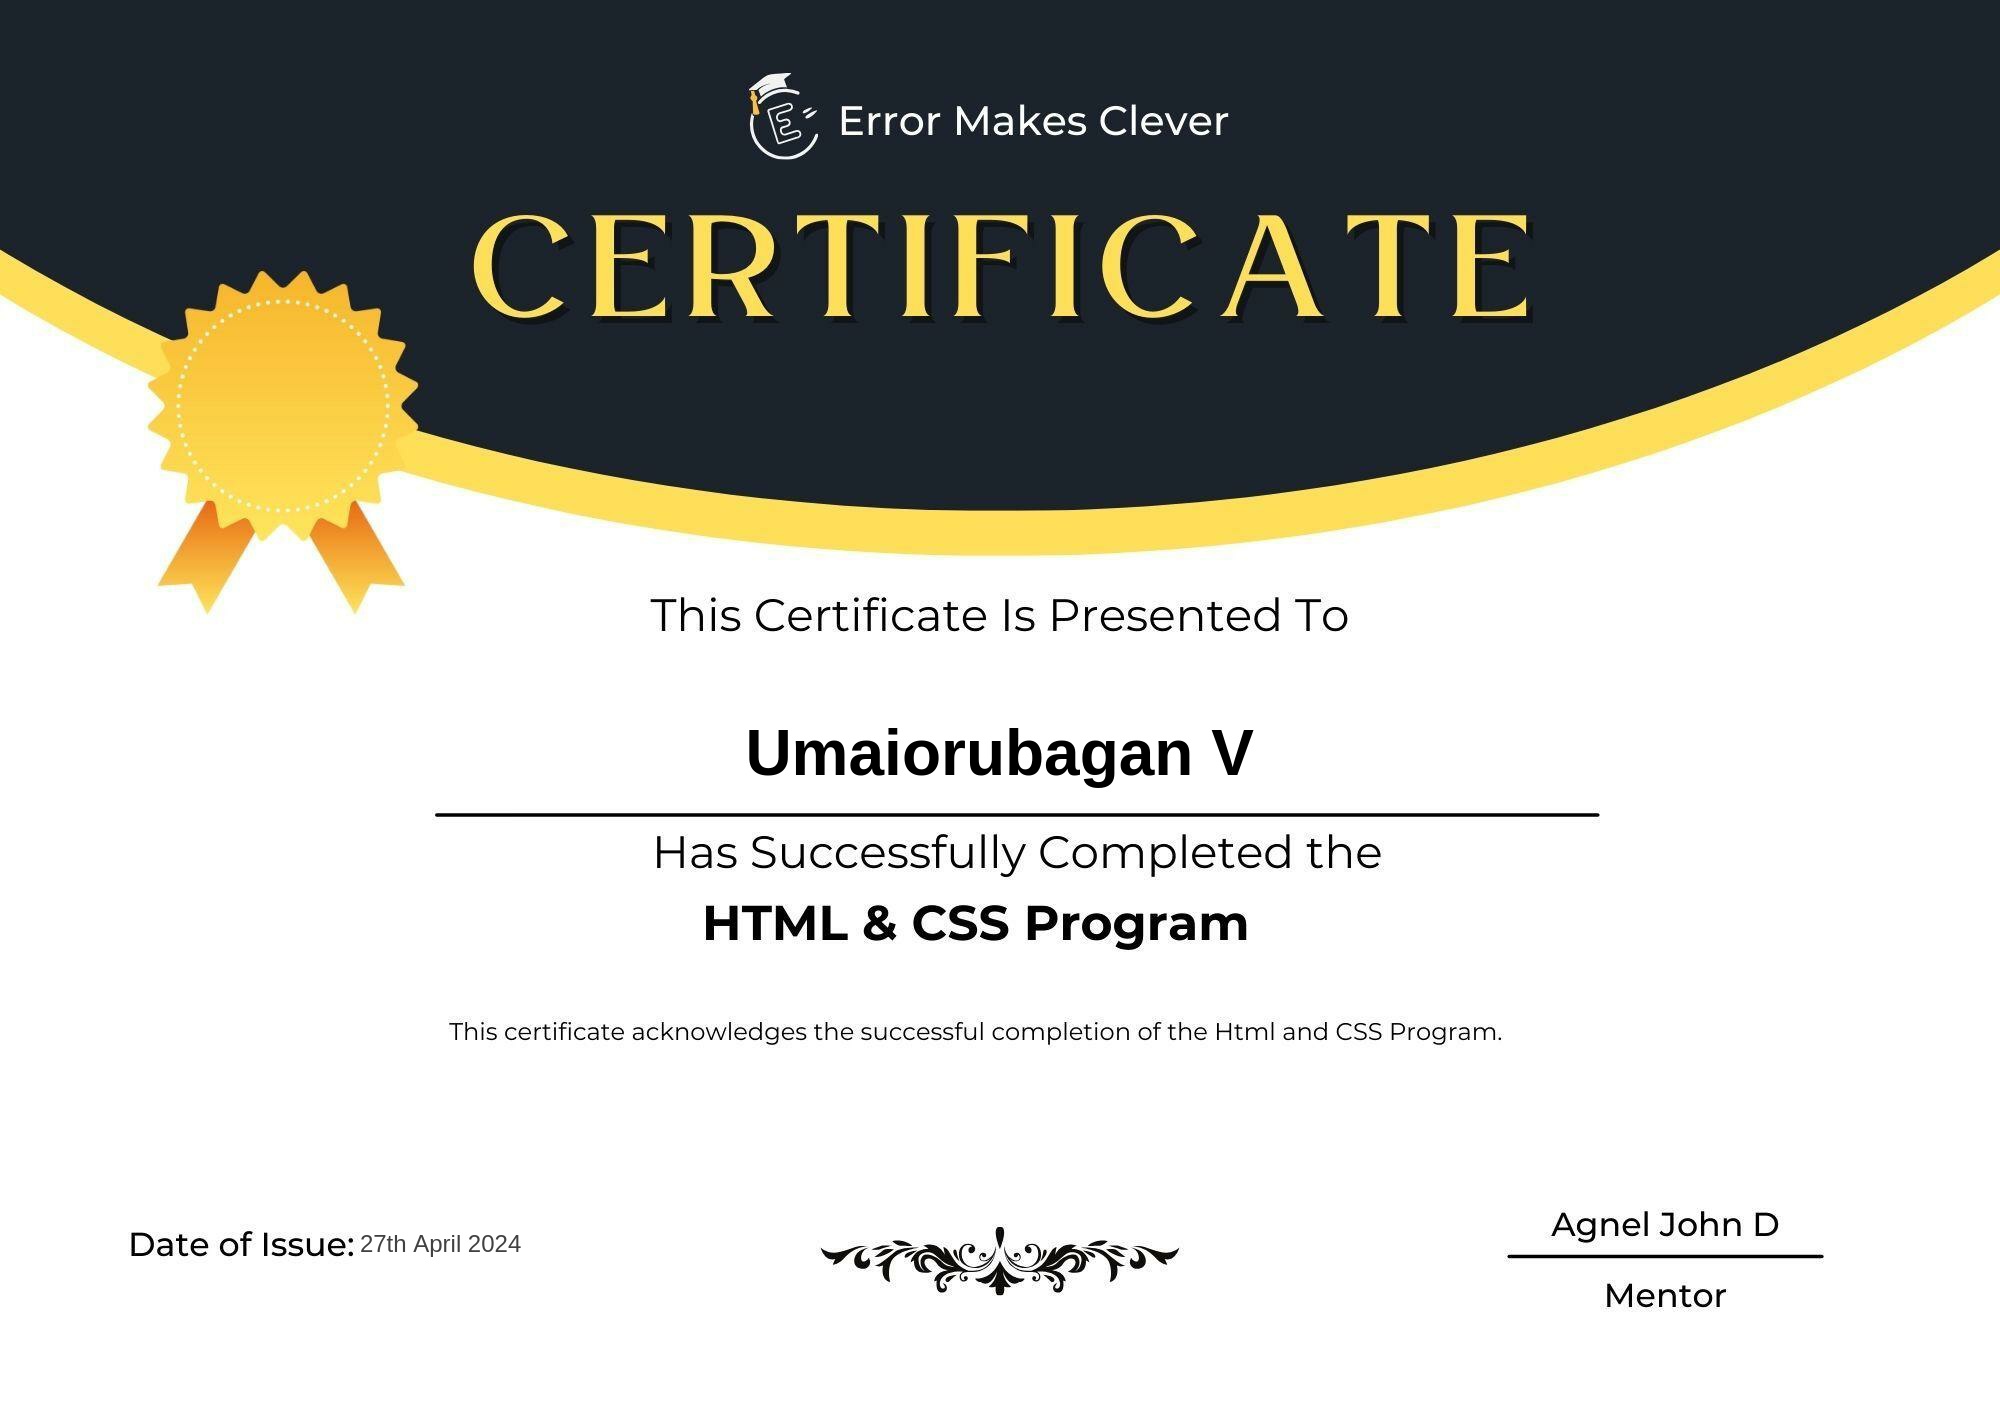 Error Makes Clever
CERTIFICATE
This Certificate Is Presented To
Umaiorubagan V
Has Successfully Completed the
HTML & CSS Program
This certificate acknowledges the successful completion of the Html and CSS Program.
Date of Issue: 27th April 2024
Agnel John D
Mentor